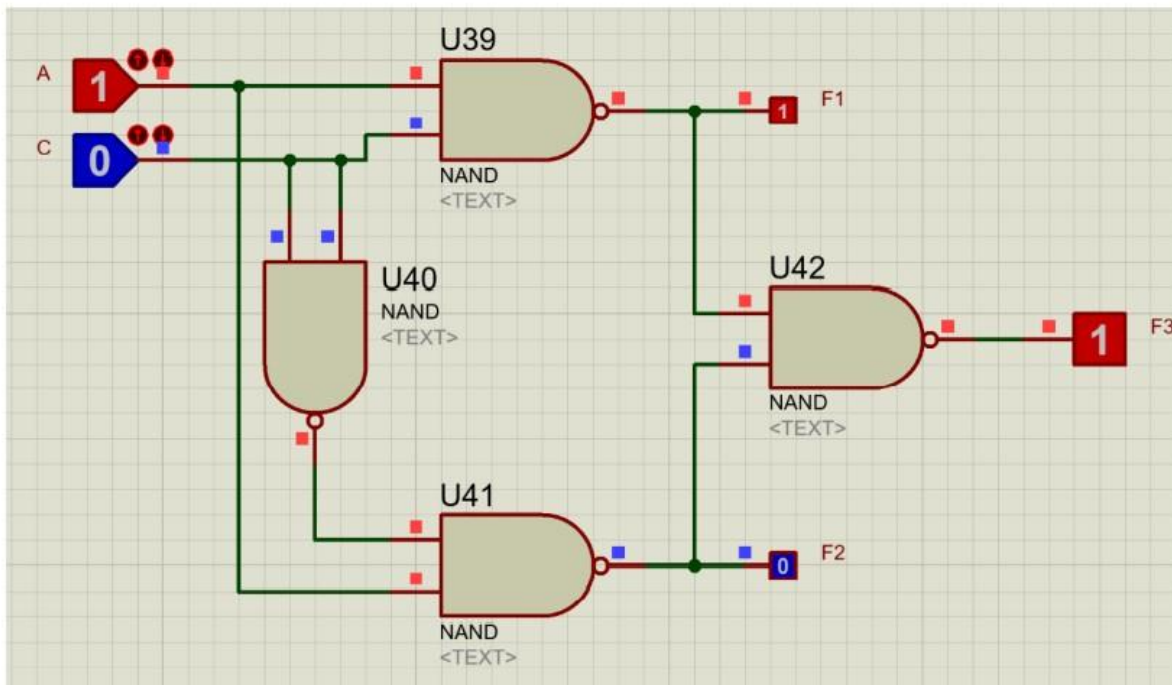 U39
A
1
F1
1
C
0
NAND
<TEXT>
U40
NAND
<TEXT>
U42
F3
1
NAND
<TEXT>
U41
F2
0
NAND
<TEXT>